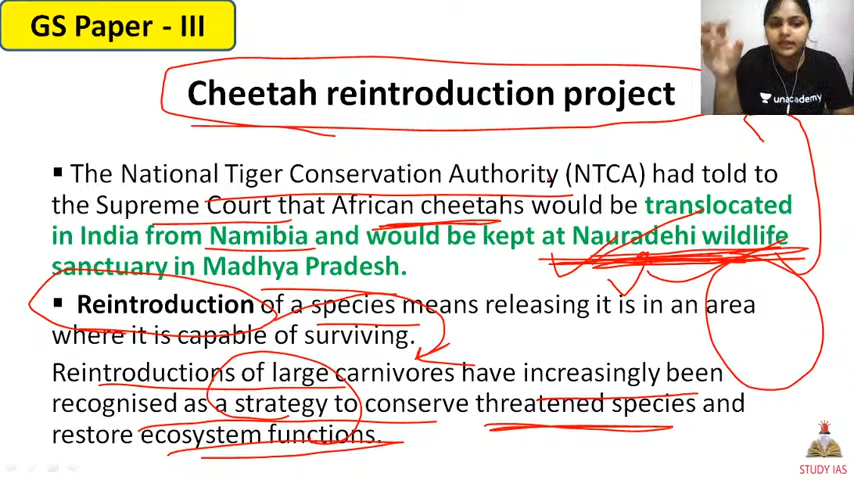 GS Paper - III
Cheetah reintroduction project
unacademy
▪ The National Tiger Conservation Authority (NTCA) had told to
the Supreme Court that African cheetahs would be translocated
in India from Namibia and would be kept at Nauradehi wildlife
sanctuary in Madhya Pradesh.
▪ Reintroduction of a species means releasing it is in an area
where it is capable of surviving.
Reintroductions of large carnivores have increasingly been
recognised as a strategy to conserve threatened species and
restore ecosystem functions.
STUDY IAS